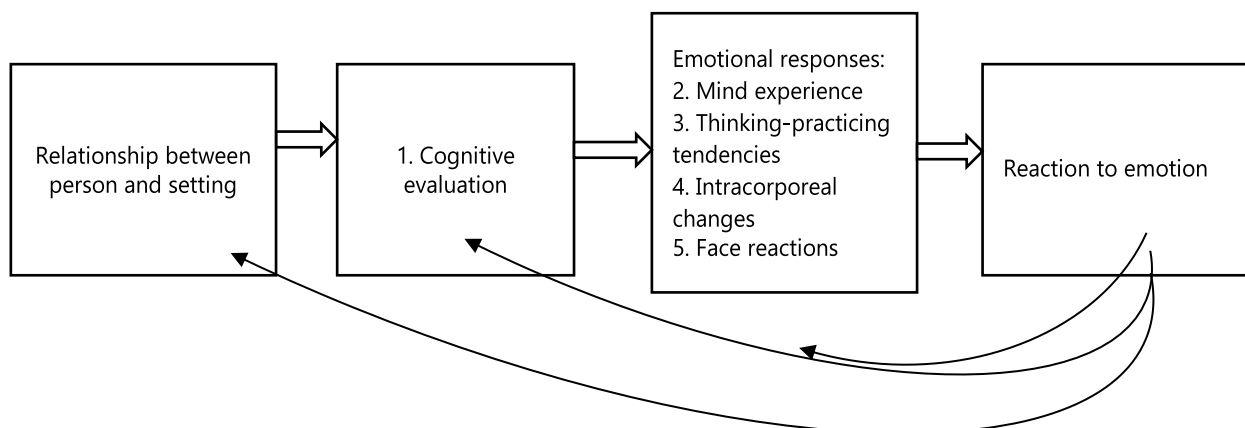 Relationship between
person and setting
1. Cognitive
evaluation
Emotional responses:
2. Mind experience
3. Thinking-practicing
tendencies
4. Intracorporeal
changes
5. Face reactions
Reaction to emotion